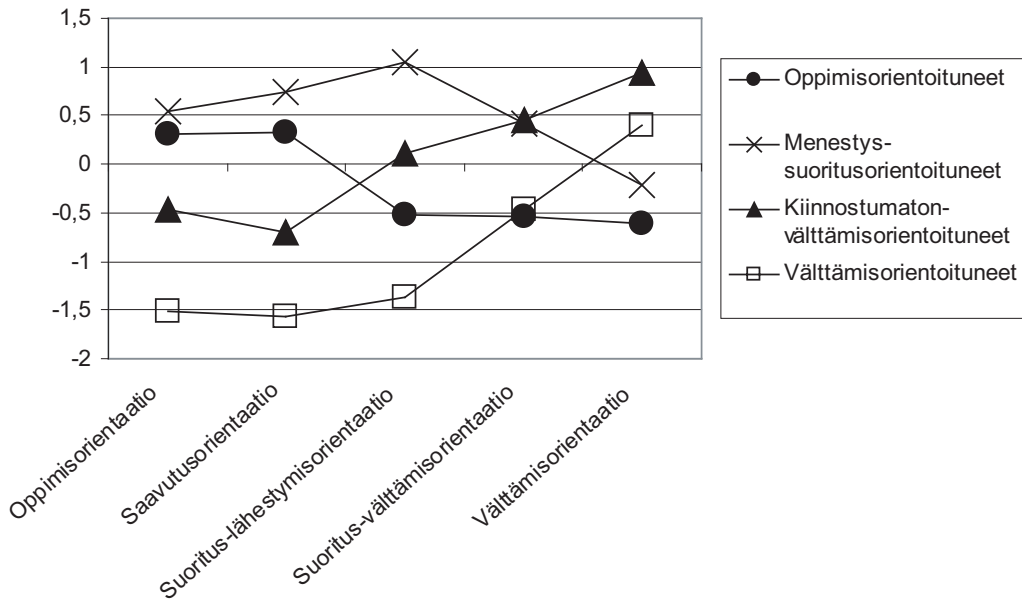 1,5
1
0,5
0
-0,5
-1
-1,5
-2
Oppimisorientaatio
Saavutusorientaatio
Suoritus-lähestymisorientaatio
Suoritus-välttämisorientaatio
Välttämisorientaatio
Oppimisorientoituneet
Menestys-
suoritusorientoituneet
Kiinnostumaton-
välttämisorientoituneet
Välttämisorientoituneet